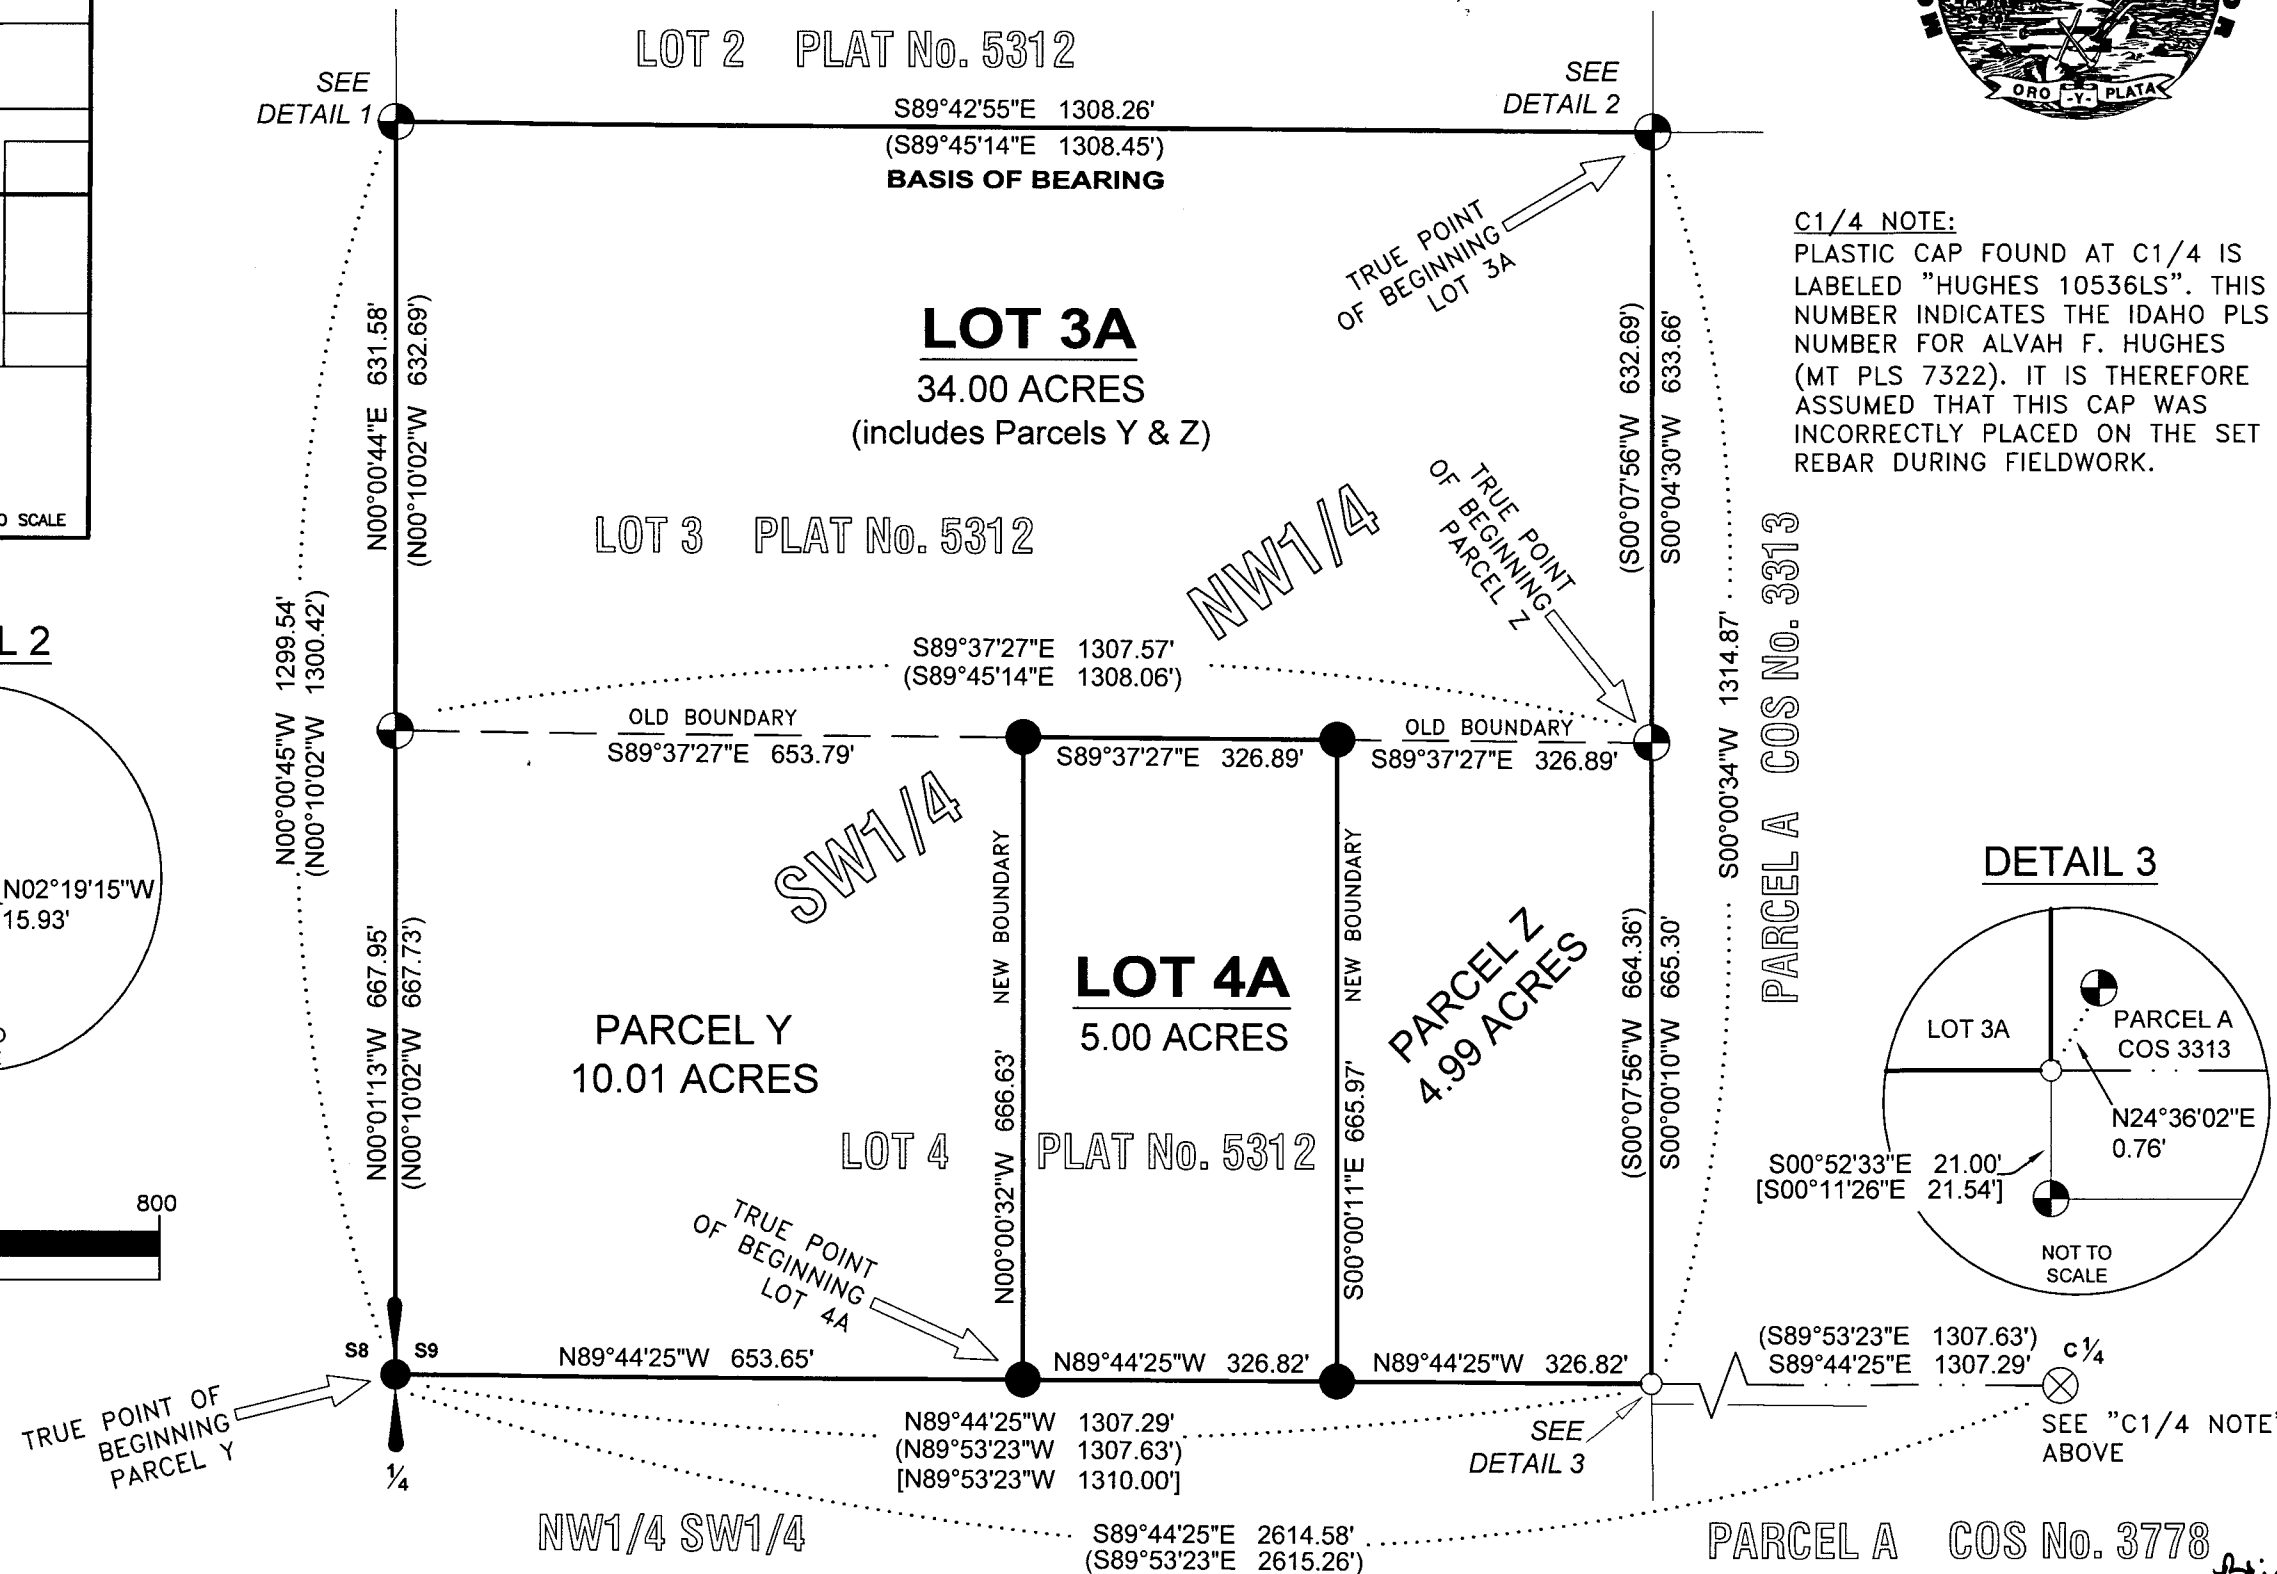 LOT 2 PLAT No. 5312
SEE
DETAIL 1
SEE
DETAIL 2
S89°42'55"E 1308.26'
(S89°45'14"E 1308.45')
BASIS OF BEARING
ORO -Y- PLATA
TRUE POINT
OF BEGINNING
LOT 3A
C1/4 NOTE:
PLASTIC CAP FOUND AT C1/4 IS
LABELED "HUGHES 10536LS". THIS
NUMBER INDICATES THE IDAHO PLS
NUMBER FOR ALVAH F. HUGHES
(MT PLS 7322). IT IS THEREFORE
ASSUMED THAT THIS CAP WAS
INCORRECTLY PLACED ON THE SET
REBAR DURING FIELDWORK.
LOT 3A
34.00 ACRES
(includes Parcels Y & Z)
N00°00'44"E 631.58'
(N00°10'02"W 632.69')
(S00°07'56"W 632.69')
S00°04'30"W 633.66'
LOT 3 PLAT No. 5312
NW1/4
TRUE POINT
OF BEGINNING
PARCEL Z
SCALE
L 2
N00°00'45"W 1299.54'
(N00°10'02"W 1300.42')
S89°37'27"E 1307.57'
(S89°45'14"E 1308.06')
S00°00'34"W 1314.87'
PARCEL A COS No. 3313
OLD BOUNDARY
S89°37'27"E 653.79'
S89°37'27"E 326.89'
OLD BOUNDARY
S89°37'27"E 326.89'
SW1/4
N02°19'15"W
15.93'
N00°01'13"W 667.95'
(N00°10'02"W 667.73')
PARCEL Y
10.01 ACRES
N00°00'32"W 666.63' NEW BOUNDARY
LOT 4A
5.00 ACRES
S00°00'11"E 665.97' NEW BOUNDARY
PARCEL Z
4.99 ACRES
(S00°07'56"W 664.36')
S00°00'10"W 665.30'
LOT 4 PLAT No. 5312
DETAIL 3
LOT 3A
PARCEL A
COS 3313
N24°36'02"E
0.76'
S00°52'33"E 21.00'
[S00°11'26"E 21.54']
NOT TO
SCALE
800
TRUE POINT
OF BEGINNING
LOT 4A
S8 S9
N89°44'25"W 653.65'
N89°44'25"W 326.82'
N89°44'25"W 326.82'
(S89°53'23"E 1307.63')
S89°44'25"E 1307.29'
C 1/4
SEE "C1/4 NOTE"
ABOVE
TRUE POINT OF
BEGINNING
PARCEL Y
1/4
N89°44'25"W 1307.29'
(N89°53'23"W 1307.63')
[N89°53'23"W 1310.00']
SEE
DETAIL 3
NW1/4 SW1/4
S89°44'25"E 2614.58'
(S89°53'23"E 2615.26')
PARCEL A COS No. 3778